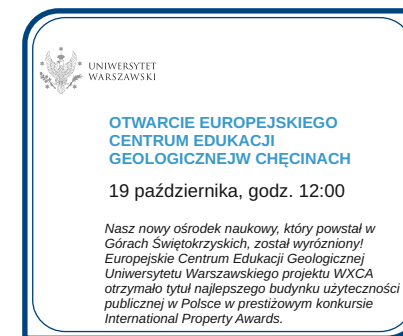 UNIWERSYTET
WARSZAWSKI
OTWARCIE EUROPEJSKIEGO
CENTRUM EDUKACJI
GEOLOGICZNEJW CHĘCINACH
19 października, godz. 12:00
Nasz nowy ośrodek naukowy, który powstał w
Górach Świętokrzyskich, został wyrózniony!
Europejskie Centrum Edukacji Geologicznej
Uniwersytetu Warszawskiego projektu WXCA
otrzymało tytuł najlepszego budynku użyteczności
publicznej w Polsce w prestiżowym konkursie
International Property Awards.